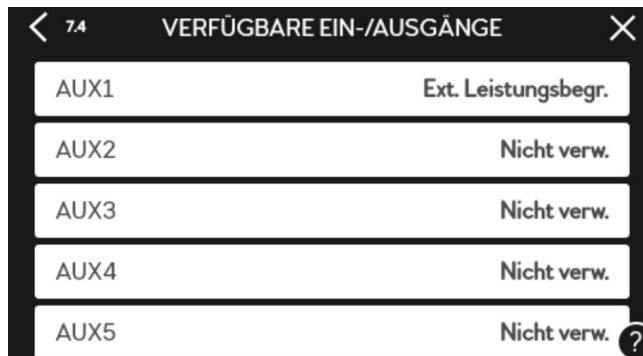 7.4 VERFÜGBARE EIN-/AUSGÄNGE
AUX1 Ext. Leistungsbegr.
AUX2 Nicht verw.
AUX3 Nicht verw.
AUX4 Nicht verw.
AUX5 Nicht verw.
?